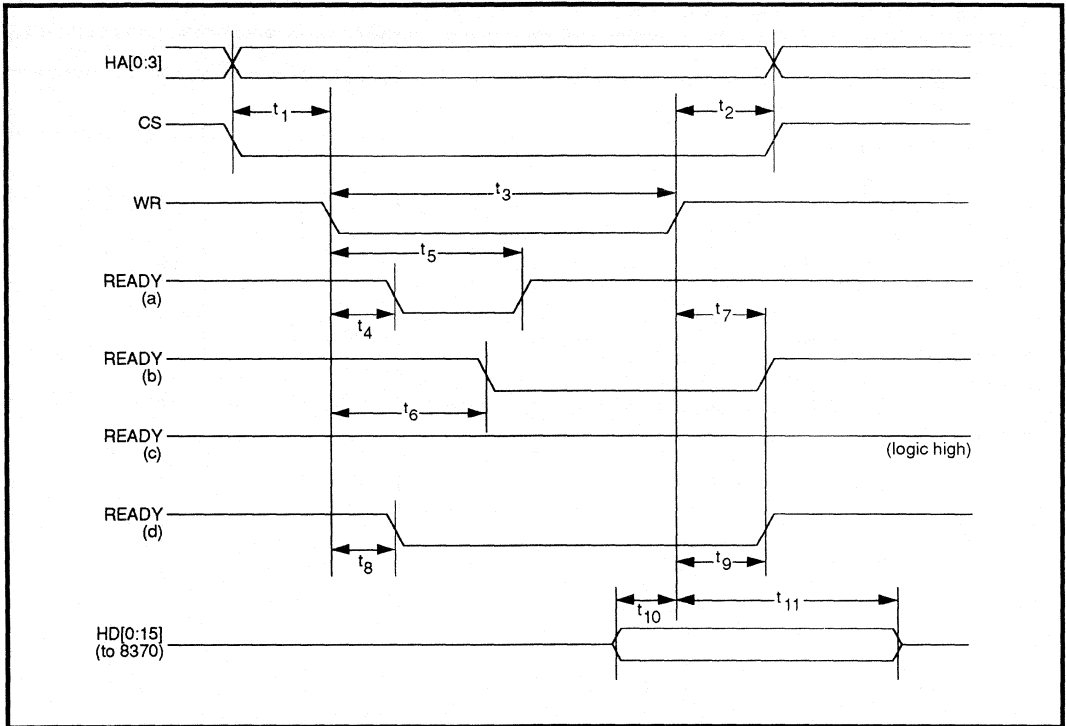 HA[0:3]
t1
t2
CS
t3
WR
t5
READY
(a)
t4
t7
READY
(b)
t6
READY
(c)
(logic high)
READY
(d)
t8
t9
t10
t11
HD[0:15]
(to 8370)